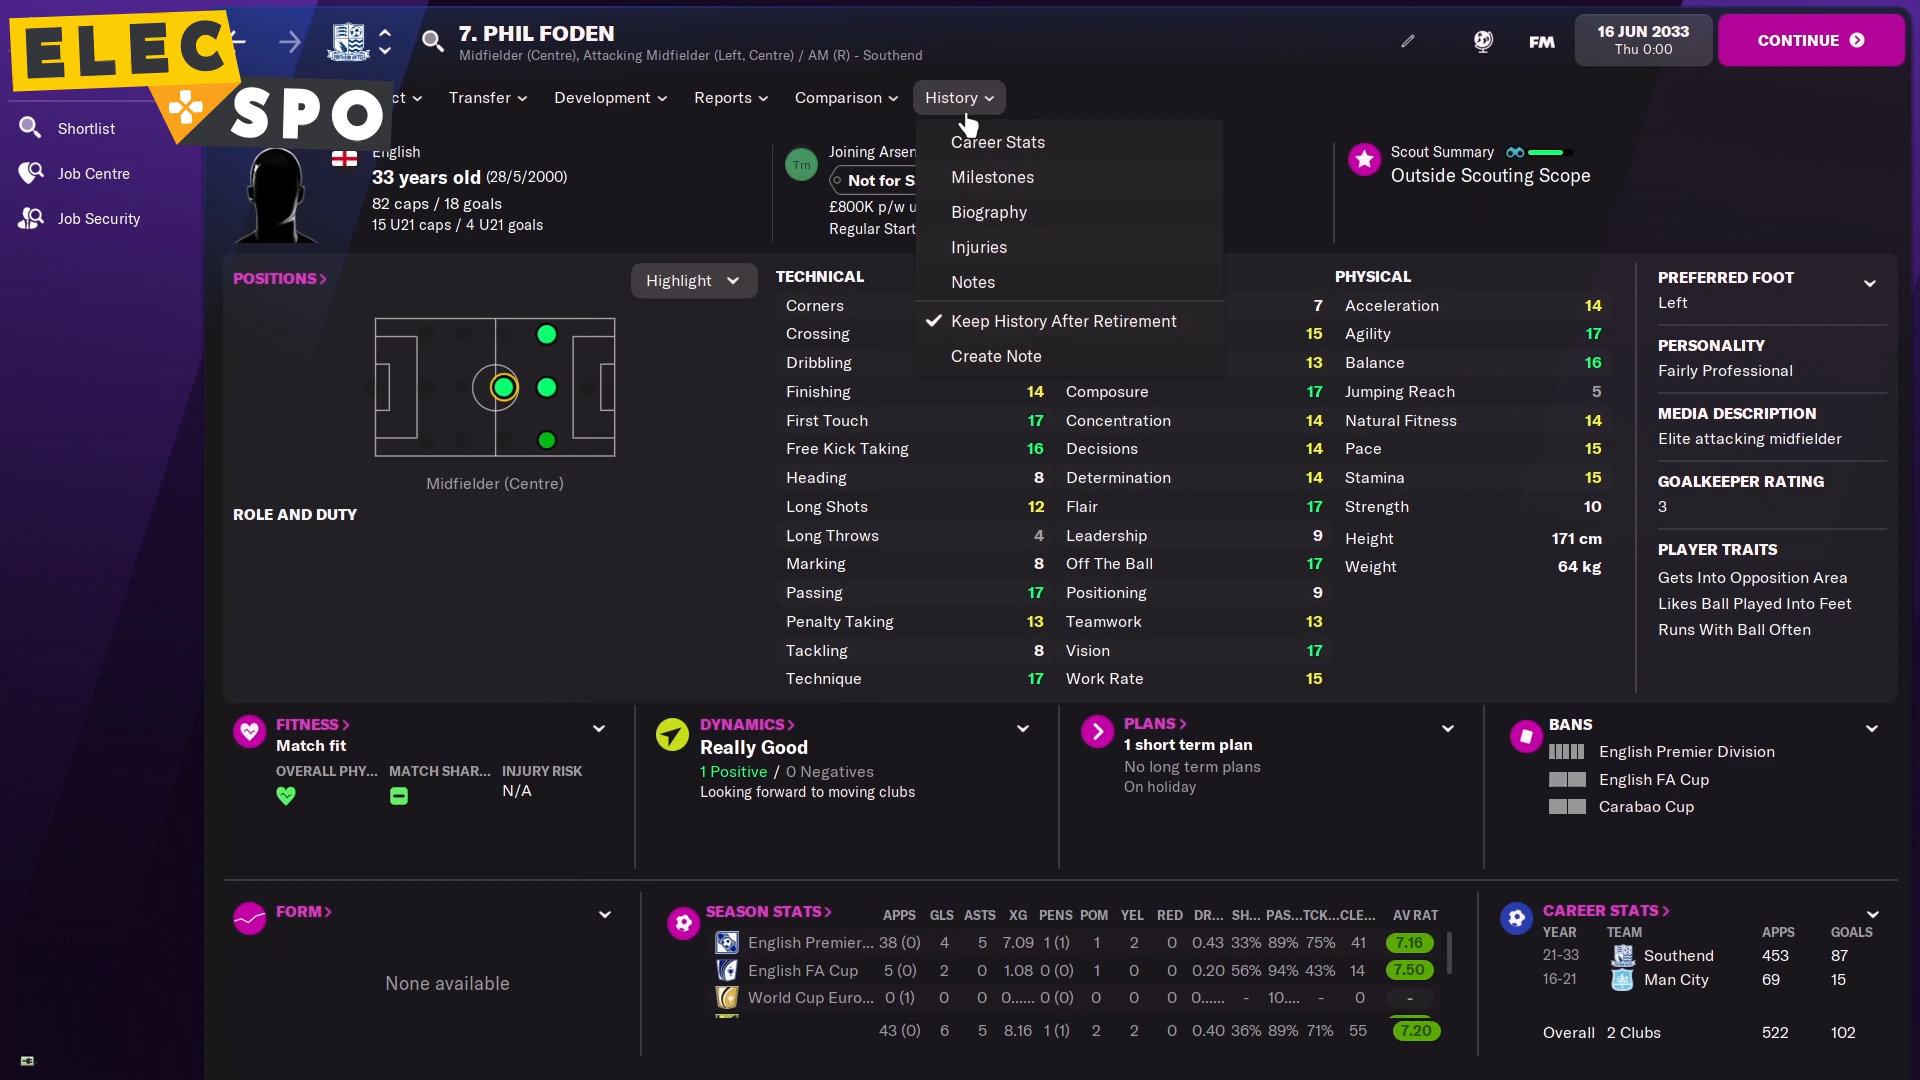 ELEC
SPO
7. PHIL FODEN
Midfielder (Centre), Attacking Midfielder (Left, Centre) / AM (R) - Southend
FM
16 JUN 2033
Thu 0:00
CONTINUE
ct
Transfer
Development
Reports
Comparison
History
Shortlist
Job Centre
Job Security
English
33 years old (28/5/2000)
82 caps / 18 goals
15 U21 caps / 4 U21 goals
Trn
Joining Arsen
Not for S
£800K p/w u
Regular Start
Career Stats
Milestones
Biography
Injuries
Notes
Keep History After Retirement
Create Note
Scout Summary
Outside Scouting Scope
POSITIONS
Highlight
Midfielder (Centre)
ROLE AND DUTY
TECHNICAL
Corners
Crossing
Dribbling
Finishing 14
First Touch 17
Free Kick Taking 16
Heading 8
Long Shots 12
Long Throws 4
Marking 8
Passing 17
Penalty Taking 13
Tackling 8
Technique 17
7
15
13
Composure 17
Concentration 14
Decisions 14
Determination 14
Flair 17
Leadership 9
Off The Ball 17
Positioning 9
Teamwork 13
Vision 17
Work Rate 15
PHYSICAL
Acceleration 14
Agility 17
Balance 16
Jumping Reach 5
Natural Fitness 14
Pace 15
Stamina 15
Strength 10
Height 171 cm
Weight 64 kg
PREFERRED FOOT
Left
PERSONALITY
Fairly Professional
MEDIA DESCRIPTION
Elite attacking midfielder
GOALKEEPER RATING
3
PLAYER TRAITS
Gets Into Opposition Area
Likes Ball Played Into Feet
Runs With Ball Often
FITNESS
Match fit
OVERALL PHY... MATCH SHAR... INJURY RISK
N/A
DYNAMICS
Really Good
1 Positive / 0 Negatives
Looking forward to moving clubs
PLANS
1 short term plan
No long term plans
On holiday
BANS
English Premier Division
English FA Cup
Carabao Cup
FORM
None available
SEASON STATS APPS GLS ASTS XG PENS POM YEL RED DR... SH... PAS... TCK... CLE... AV RAT
English Premier... 38 (0) 4 5 7.09 1 (1) 1 2 0 0.43 33% 89% 75% 41 7.16
English FA Cup 5 (0) 2 0 1.08 0 (0) 1 0 0 0.20 56% 94% 43% 14 7.50
World Cup Euro... 0 (1) 0 0 0...... 0 (0) 0 0 0 0...... - 10.... - 0 -
43 (0) 6 5 8.16 1 (1) 2 2 0 0.40 36% 89% 71% 55 7.20
CAREER STATS
YEAR TEAM APPS GOALS
21-33 Southend 453 87
16-21 Man City 69 15
Overall 2 Clubs 522 102